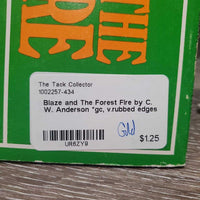 THE
RE
The Tack Collector
1002257-434
Blaze and The Forest Fire by C.
W. Anderson *gc, v.rubbed edges
UR6ZY9
$1.25